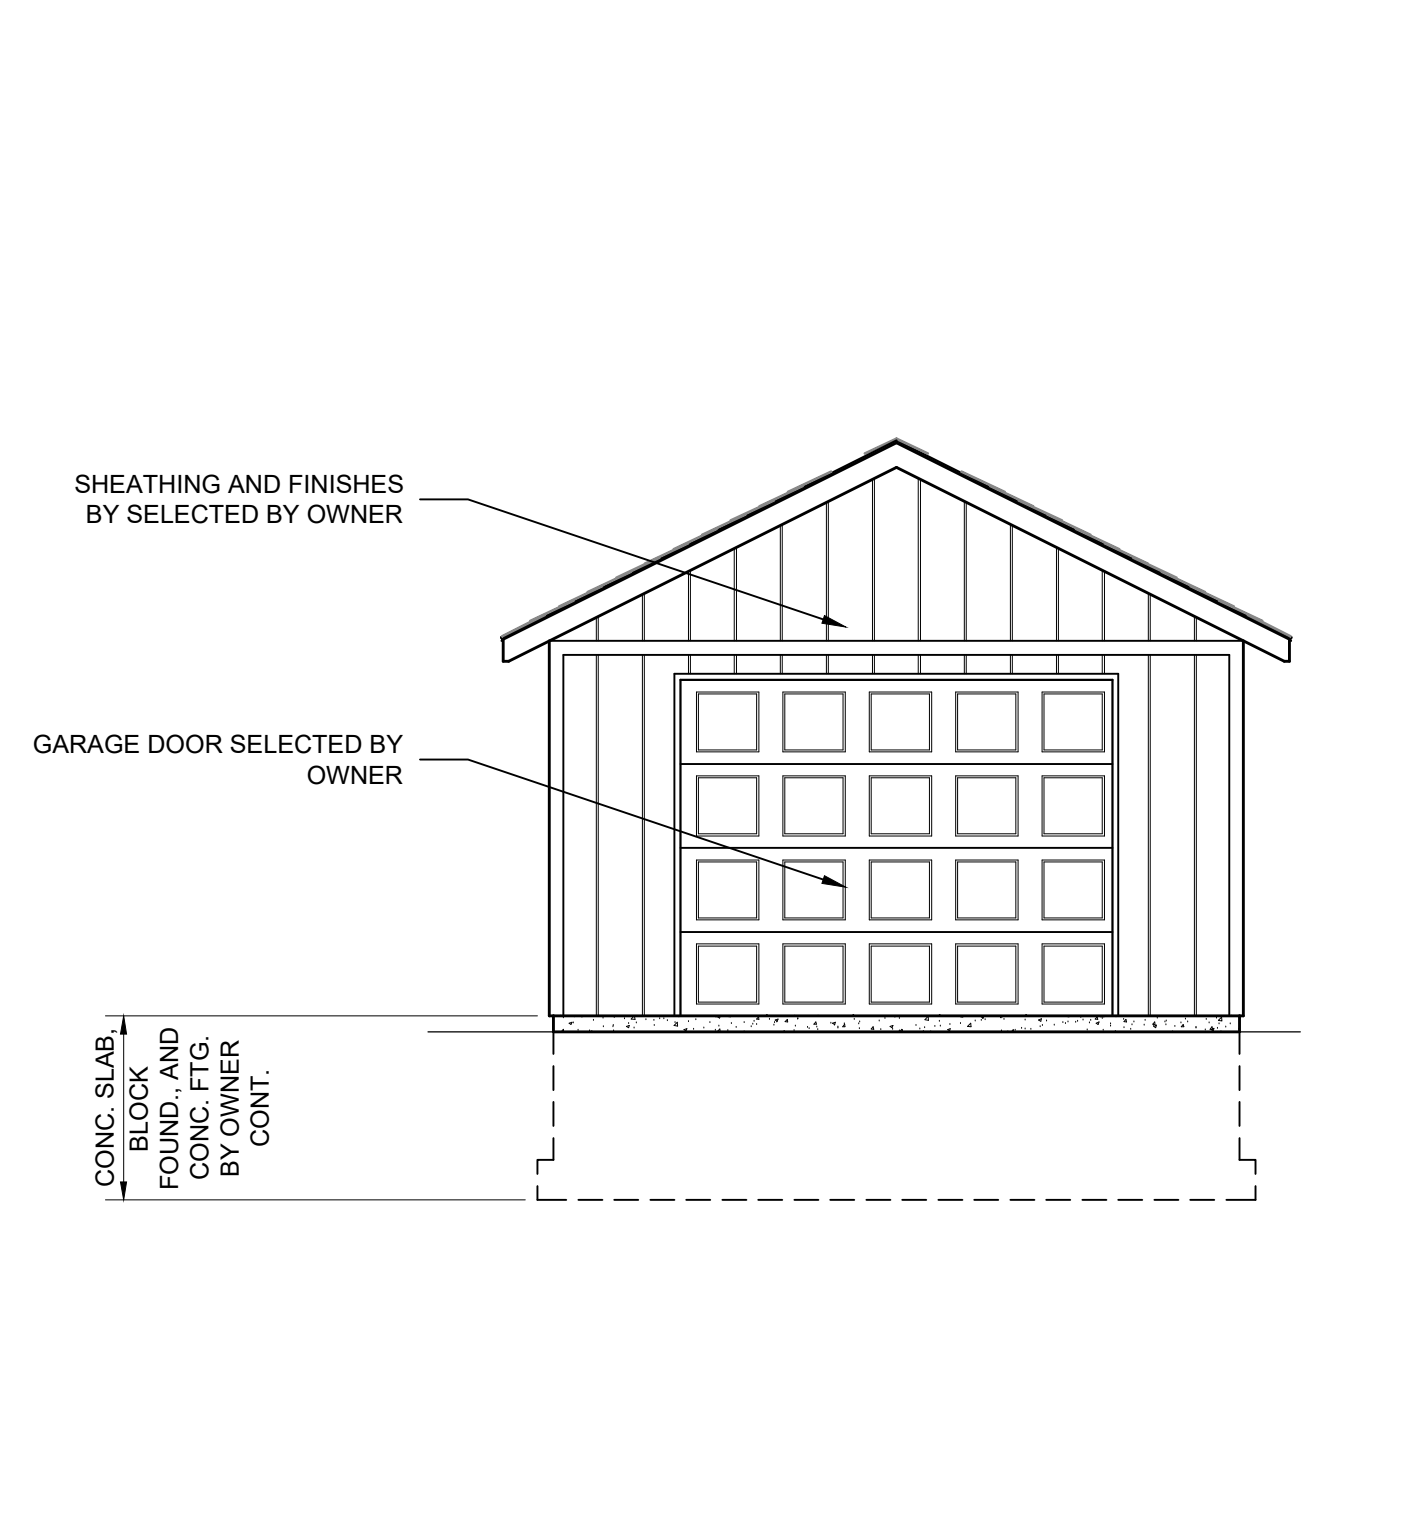 SHEATHING AND FINISHES
BY SELECTED BY OWNER
GARAGE DOOR SELECTED BY
OWNER
CONC. SLAB,
BLOCK
FOUND., AND
CONC. FTG.
BY OWNER
CONT.